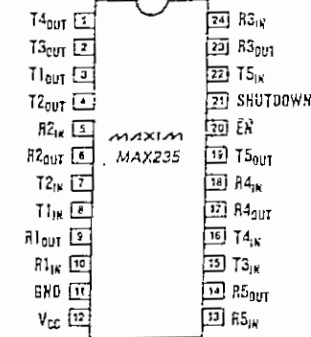 T4OUT 1 24 R3IN
T3OUT 2 23 R3OUT
T1OUT 3 22 T5IN
T2OUT 4 21 SHUTDOWN
R2IN 5 20 EN
R2OUT 6 19 T5OUT
T2IN 7 18 R4IN
T1IN 8 17 R4OUT
R1OUT 9 16 T4IN
R1IN 10 15 T3IN
GND 11 14 R5OUT
VCC 12 13 R5IN
MAXIM
MAX235